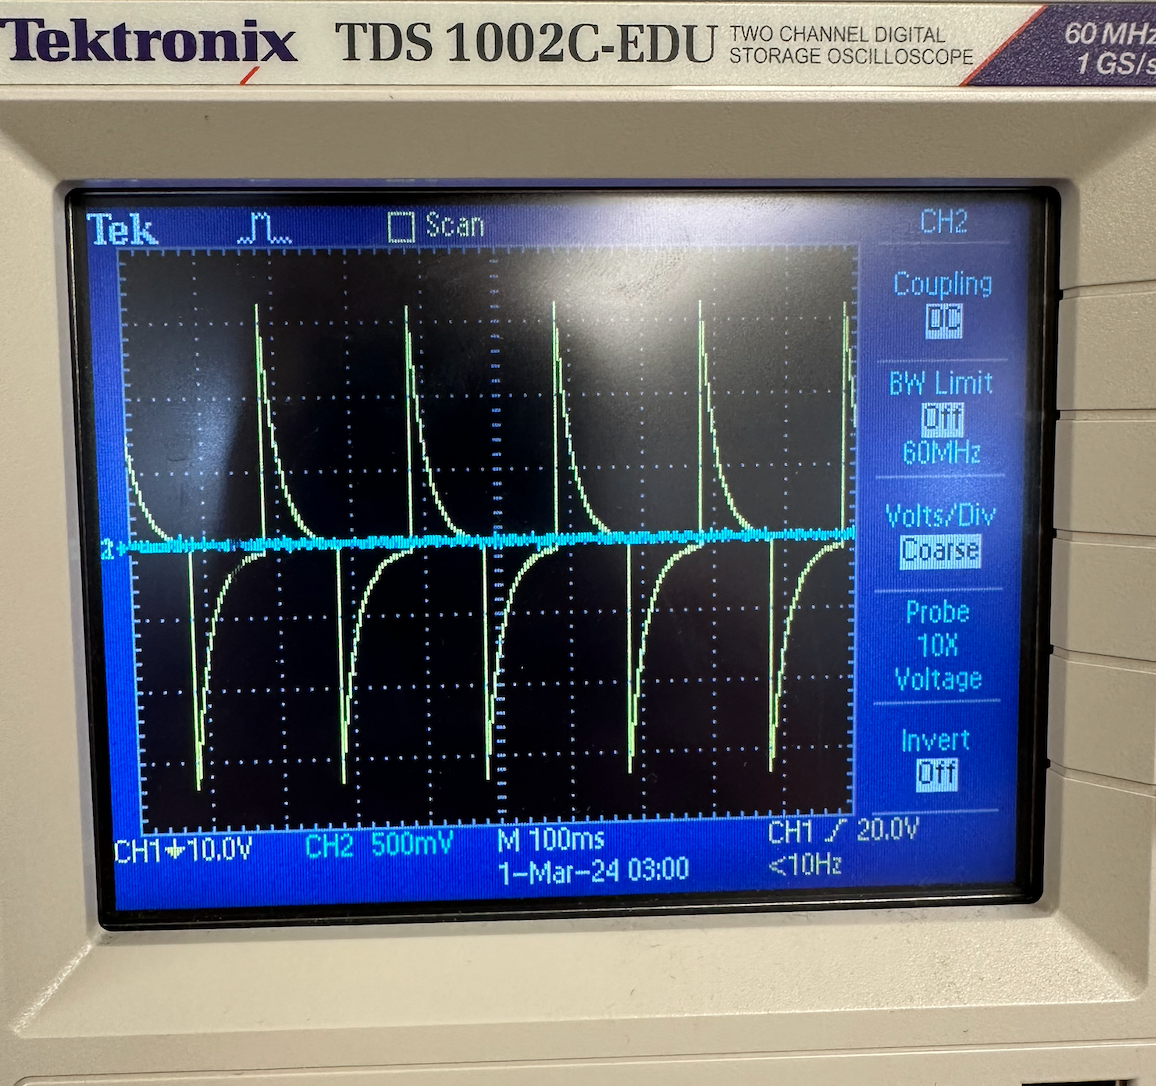 Tektronix TDS 1002C-EDU TWO CHANNEL DIGITAL STORAGE OSCILLOSCOPE
60 MHz
1 GS/s
Tek Scan
CH2
Coupling
DC
BW Limit
Off
60MHz
Volts/Div
Coarse
Probe
10X
Voltage
Invert
Off
2
CH1 10.0V CH2 500mV M 100ms CH1 20.0V
1-Mar-24 03:00 <10Hz